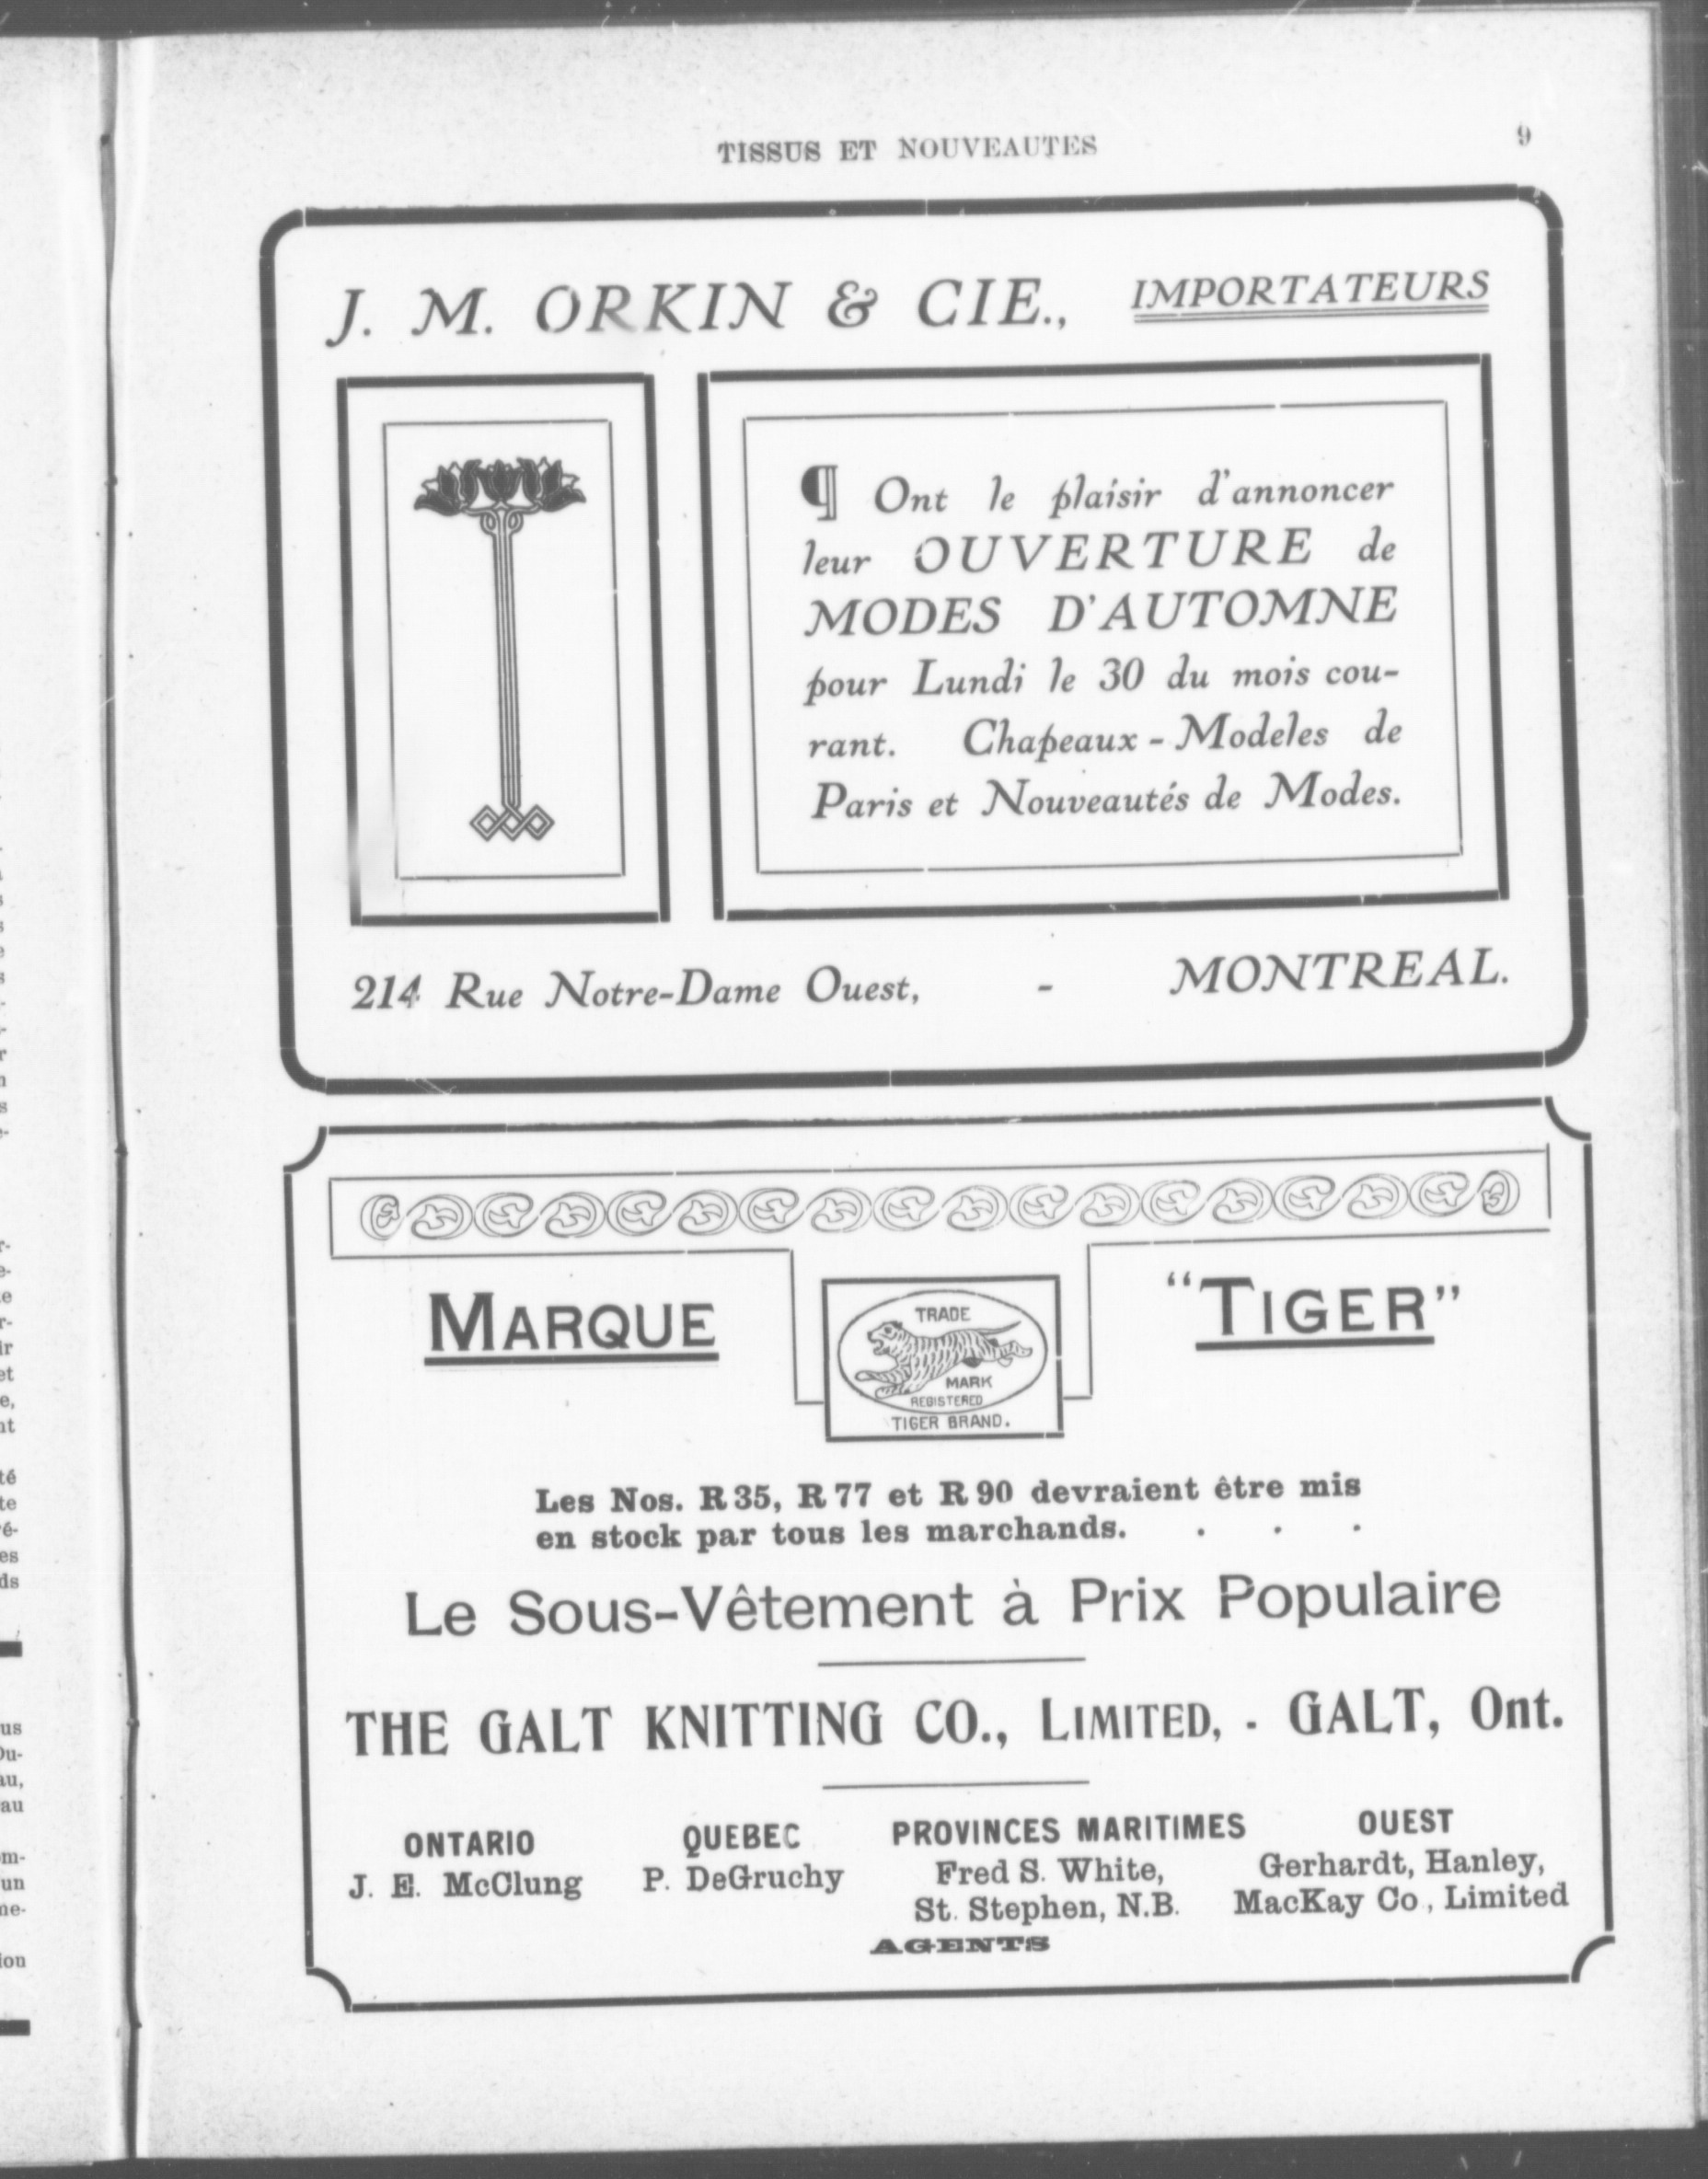 TISSUS ET NOUVEAUTES
9
J. M. ORKIN & CIE., IMPORTATEURS
¶ Ont le plaisir d'annoncer
leur OUVERTURE de
MODES D'AUTOMNE
pour Lundi le 30 du mois cou-
rant. Chapeaux - Modeles de
Paris et Nouveautés de Modes.
214 Rue Notre-Dame Ouest, - MONTREAL.
MARQUE "TIGER"
TRADE
MARK
REGISTERED
TIGER BRAND.
Les Nos. R 35, R 77 et R 90 devraient être mis
en stock par tous les marchands. . . .
Le Sous-Vêtement à Prix Populaire
THE GALT KNITTING CO., LIMITED, - GALT, Ont.
ONTARIO
J. E. McClung
QUEBEC
P. DeGruchy
PROVINCES MARITIMES
Fred S. White,
St. Stephen, N.B.
OUEST
Gerhardt, Hanley,
MacKay Co., Limited
AGENTS